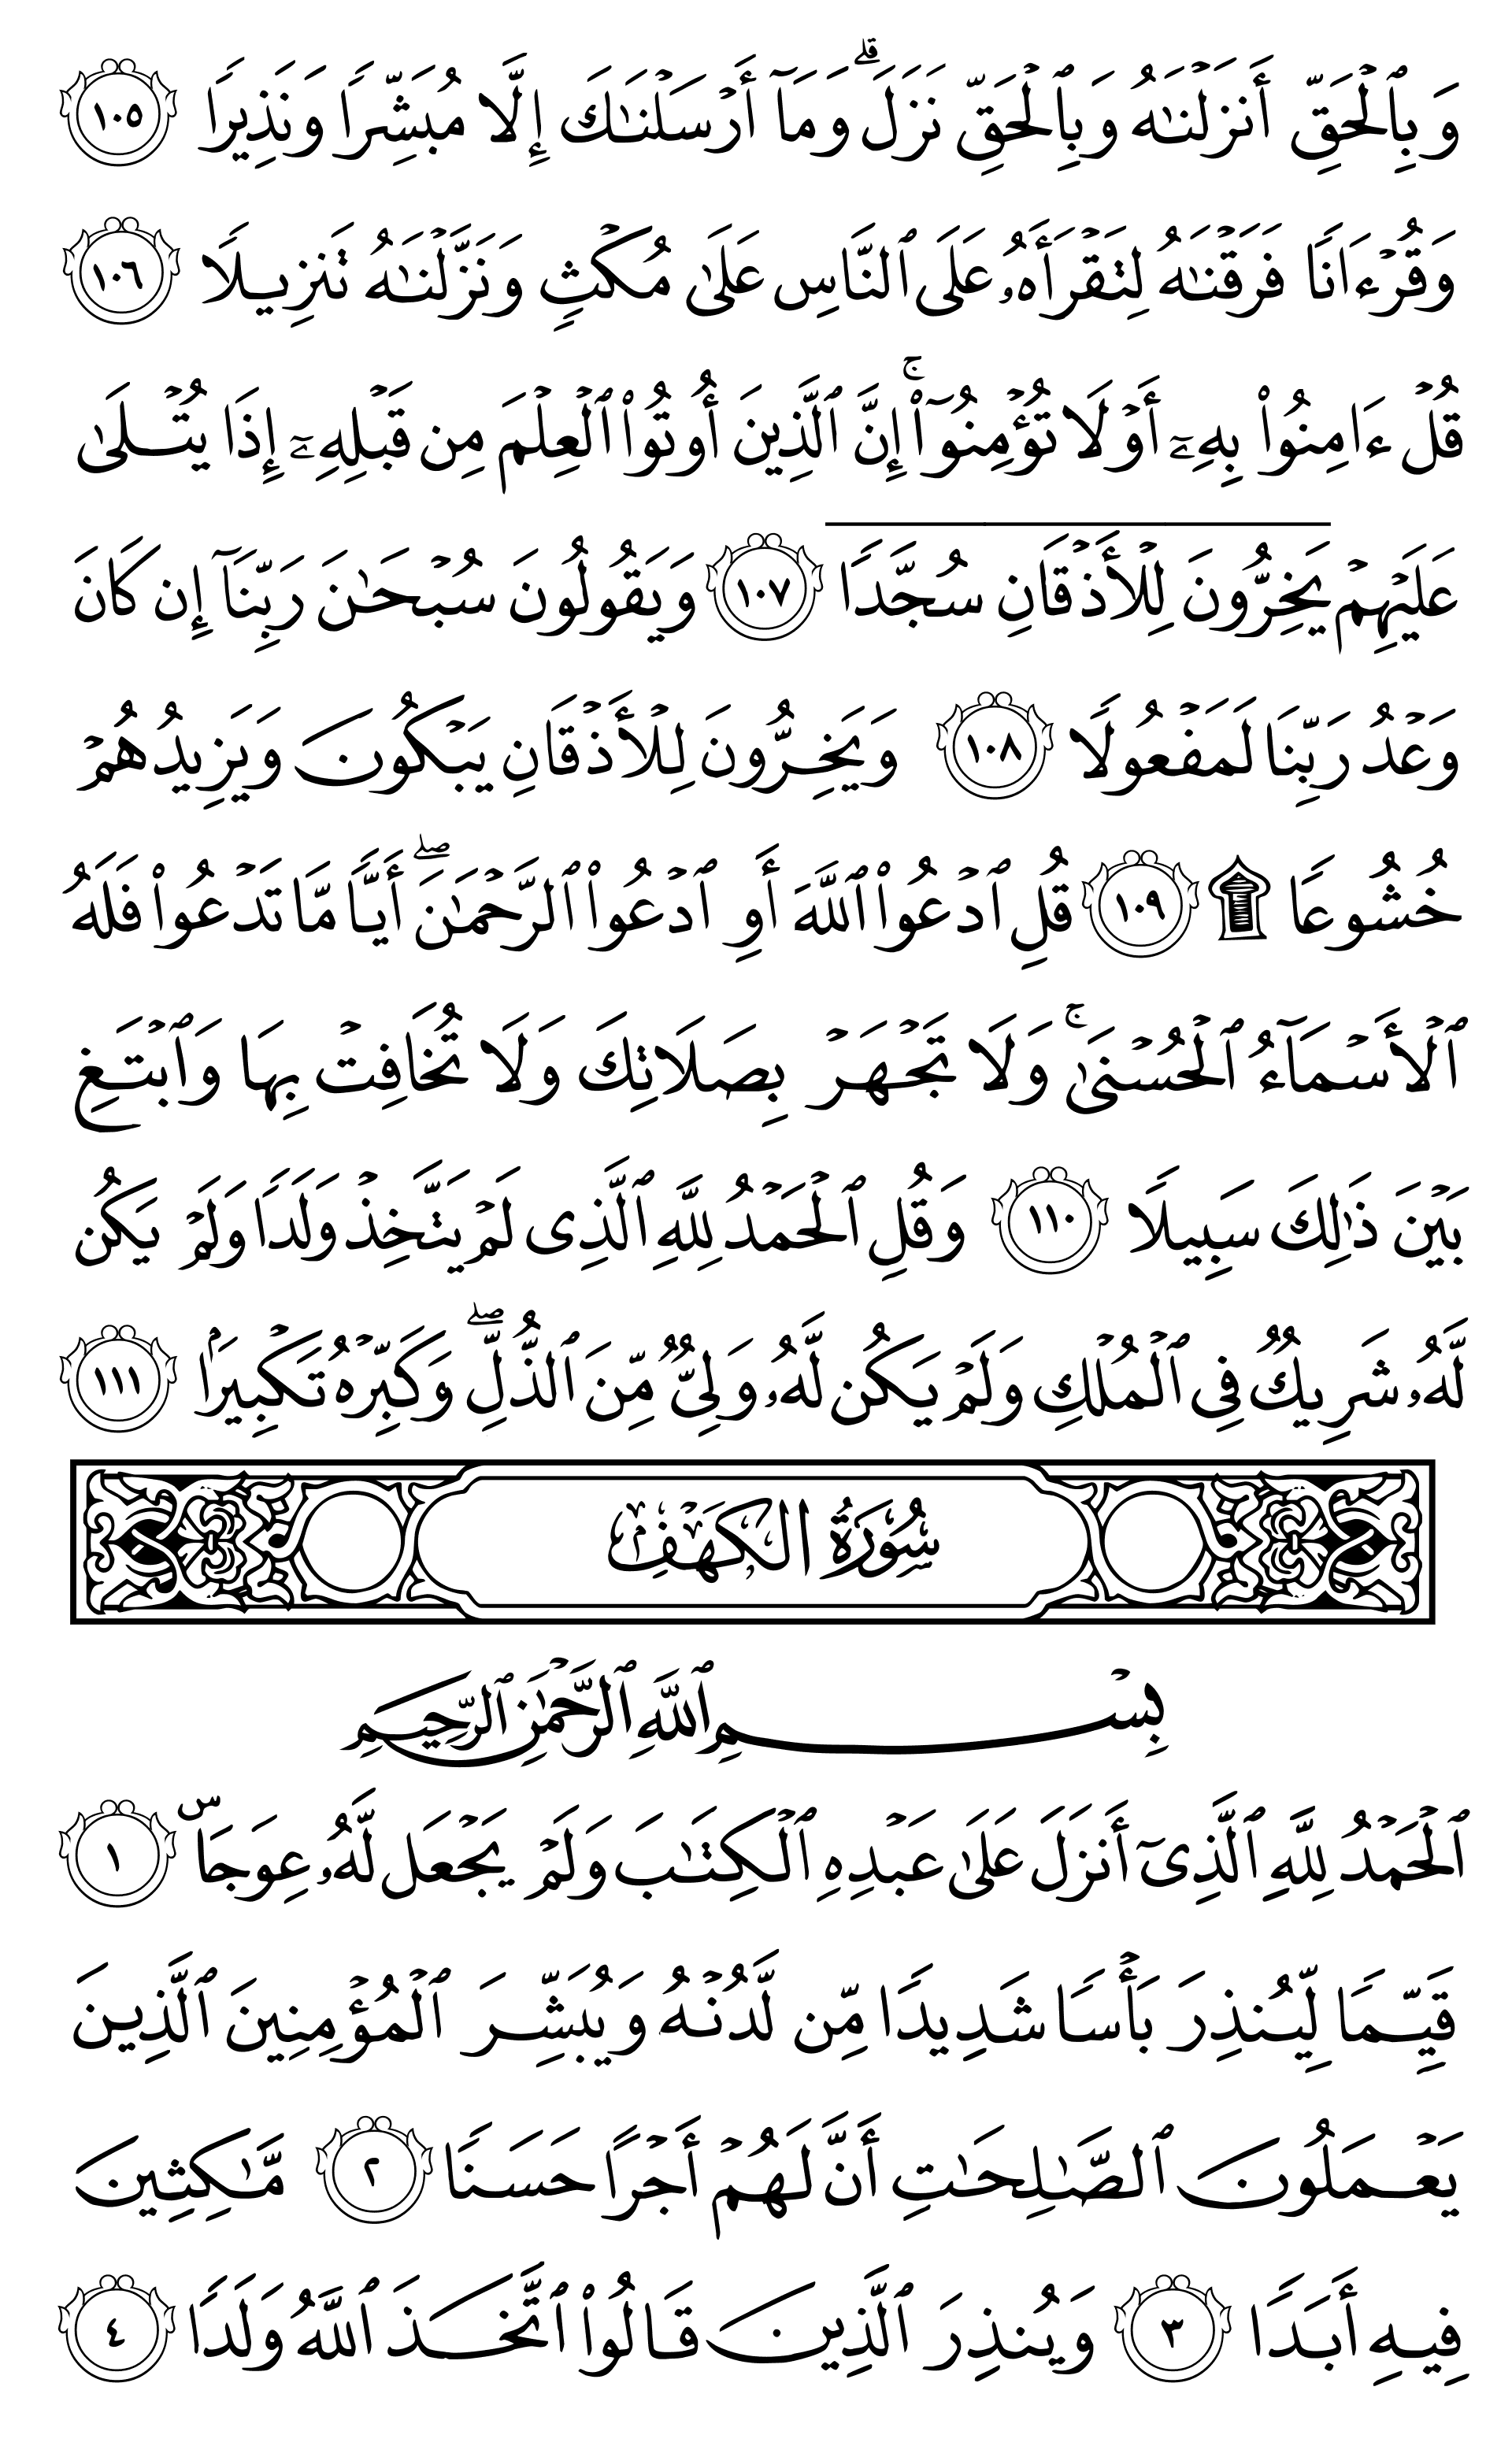 وَبِٱلۡحَقِّ أَنزَلۡنَٰهُ وَبِٱلۡحَقِّ نَزَلَۗ وَمَآ أَرۡسَلۡنَٰكَ إِلَّا مُبَشِّرٗا وَنَذِيرٗا ١٠٥
وَقُرۡءَانٗا فَرَقۡنَٰهُ لِتَقۡرَأَهُۥ عَلَى ٱلنَّاسِ عَلَىٰ مُكۡثٖ وَنَزَّلۡنَٰهُ تَنزِيلٗا ١٠٦
قُلۡ ءَامِنُواْ بِهِۦٓ أَوۡ لَا تُؤۡمِنُوٓاْۚ إِنَّ ٱلَّذِينَ أُوتُواْ ٱلۡعِلۡمَ مِن قَبۡلِهِۦٓ إِذَا يُتۡلَىٰ
عَلَيۡهِمۡ يَخِرُّونَ لِلۡأَذۡقَانِۤ سُجَّدٗاۤ ١٠٧ وَيَقُولُونَ سُبۡحَٰنَ رَبِّنَآ إِن كَانَ
وَعۡدُ رَبِّنَا لَمَفۡعُولٗا ١٠٨ وَيَخِرُّونَ لِلۡأَذۡقَانِ يَبۡكُونَ وَيَزِيدُهُمۡ
خُشُوعٗا ۩ ١٠٩ قُلِ ٱدۡعُواْ ٱللَّهَ أَوِ ٱدۡعُواْ ٱلرَّحۡمَٰنَۖ أَيّٗا مَّا تَدۡعُواْ فَلَهُ
ٱلۡأَسۡمَآءُ ٱلۡحُسۡنَىٰۚ وَلَا تَجۡهَرۡ بِصَلَاتِكَ وَلَا تُخَافِتۡ بِهَا وَٱبۡتَغِ
بَيۡنَ ذَٰلِكَ سَبِيلٗا ١١٠ وَقُلِ ٱلۡحَمۡدُ لِلَّهِ ٱلَّذِي لَمۡ يَتَّخِذۡ وَلَدٗا وَلَمۡ يَكُن
لَّهُۥ شَرِيكٞ فِي ٱلۡمُلۡكِ وَلَمۡ يَكُن لَّهُۥ وَلِيّٞ مِّنَ ٱلذُّلِّۖ وَكَبِّرۡهُ تَكۡبِيرَۢا ١١١
سُورَةُ الكَهۡفِ
بِسۡمِ ٱللَّهِ ٱلرَّحۡمَٰنِ ٱلرَّحِيمِ
ٱلۡحَمۡدُ لِلَّهِ ٱلَّذِيٓ أَنزَلَ عَلَىٰ عَبۡدِهِ ٱلۡكِتَٰبَ وَلَمۡ يَجۡعَل لَّهُۥ عِوَجَاۜ ١
قَيِّمٗا لِّيُنذِرَ بَأۡسٗا شَدِيدٗا مِّن لَّدُنۡهُ وَيُبَشِّرَ ٱلۡمُؤۡمِنِينَ ٱلَّذِينَ
يَعۡمَلُونَ ٱلصَّٰلِحَٰتِ أَنَّ لَهُمۡ أَجۡرًا حَسَنٗا ٢ مَّٰكِثِينَ
فِيهِ أَبَدٗا ٣ وَيُنذِرَ ٱلَّذِينَ قَالُواْ ٱتَّخَذَ ٱللَّهُ وَلَدٗا ٤